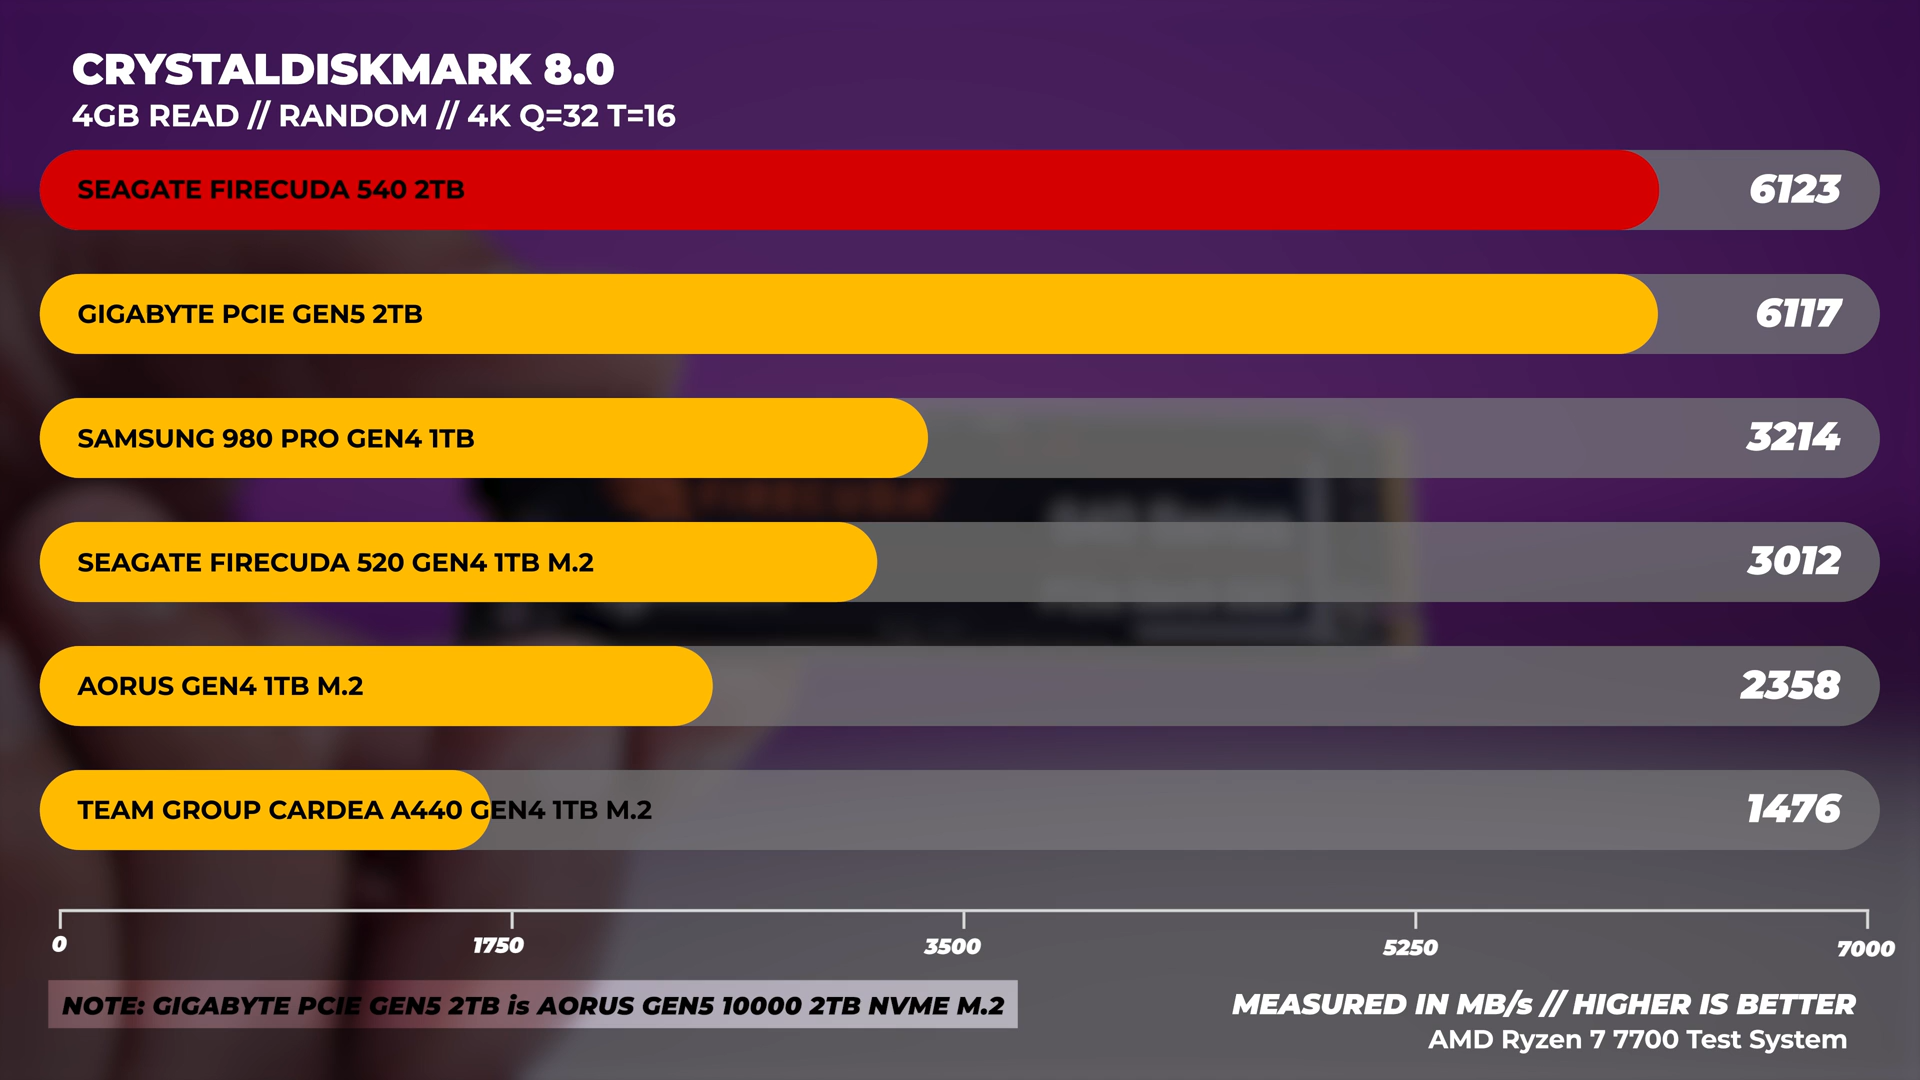 CRYSTALDISKMARK 8.0
4GB READ // RANDOM // 4K Q=32 T=16
SEAGATE FIRECUDA 540 2TB 6123
GIGABYTE PCIE GEN5 2TB 6117
SAMSUNG 980 PRO GEN4 1TB 3214
FIRECUDA
SEAGATE FIRECUDA 520 GEN4 1TB M.2 3012
AORUS GEN4 1TB M.2 2358
TEAM GROUP CARDEA A440 GEN4 1TB M.2 1476
0 1750 3500 5250 7000
NOTE: GIGABYTE PCIE GEN5 2TB is AORUS GEN5 10000 2TB NVME M.2
MEASURED IN MB/s // HIGHER IS BETTER
AMD Ryzen 7 7700 Test System